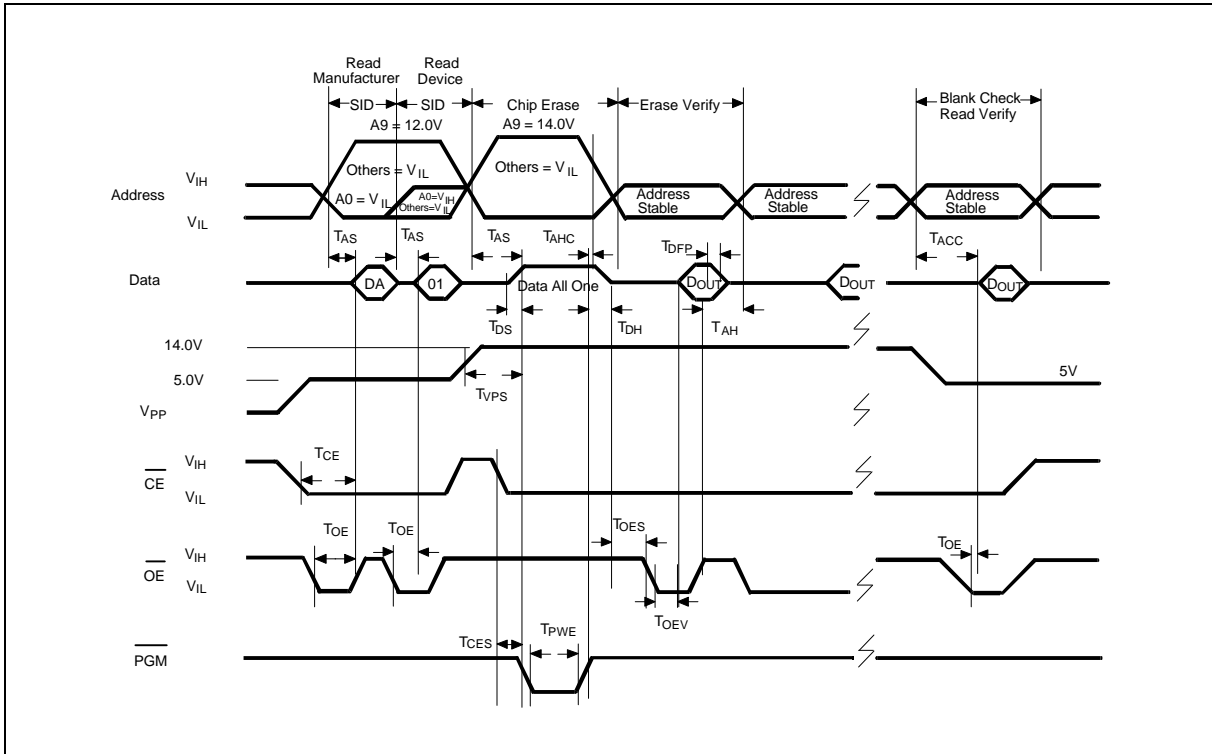 Read Manufacturer
Read Device
SID
SID
Chip Erase
Erase Verify
Blank Check
Read Verify
A9 = 12.0V
A9 = 14.0V
Others = VIL
Others = VIL
Address
VIH
VIL
A0 = VIL
A0=VIH
Others=VIL
Address Stable
Address Stable
Address Stable
TAS
TAS
TAS
TAHC
TDFP
TACC
Data
DA
01
Data All One
DOUT
DOUT
DOUT
TDS
TDH
TAH
14.0V
5.0V
5V
VPP
TVPS
CE
VIH
VIL
TCE
OE
VIH
VIL
TOE
TOE
TOES
TOE
TOEV
PGM
TCES
TPWE